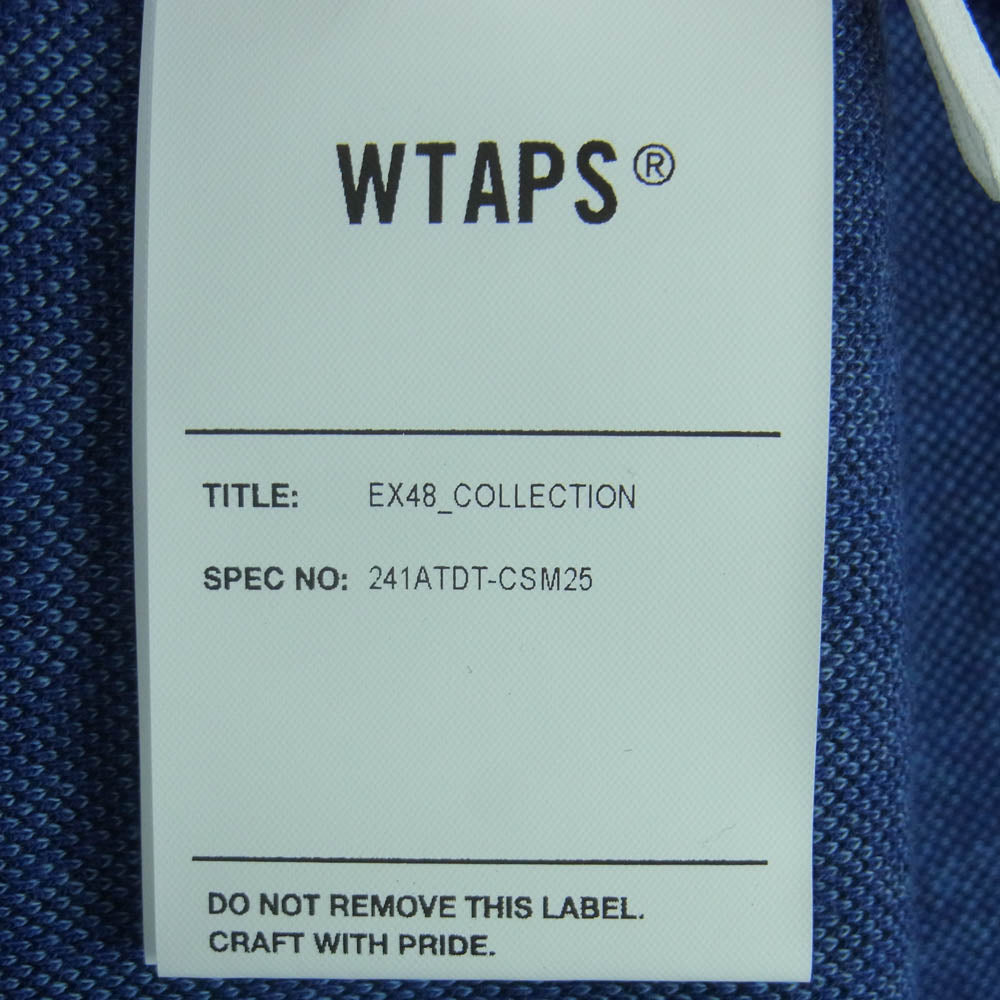 WTAPS®
TITLE: EX48_COLLECTION
SPEC NO: 241ATDT-CSM25
DO NOT REMOVE THIS LABEL.
CRAFT WITH PRIDE.